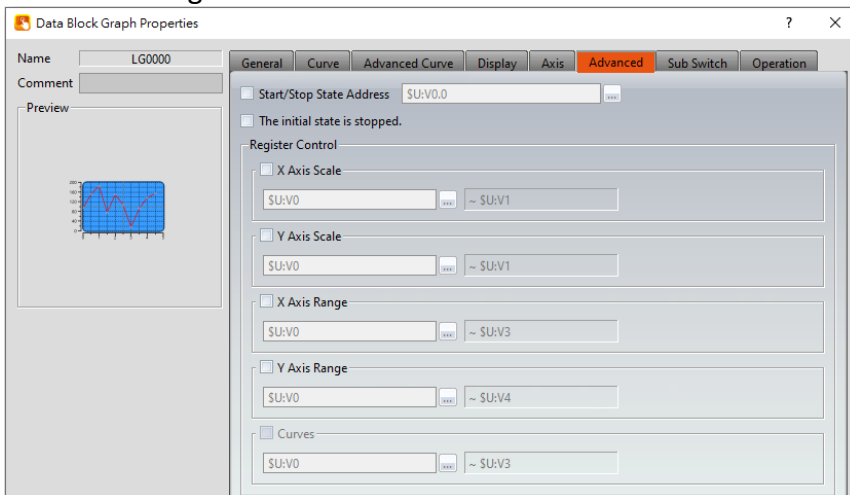 Data Block Graph Properties ? ×
Name LG0000
Comment
Preview
General Curve Advanced Curve Display Axis Advanced Sub Switch Operation
Start/Stop State Address $U:V0.0 ...
The initial state is stopped.
Register Control
X Axis Scale
$U:V0 ... ~ $U:V1
Y Axis Scale
$U:V0 ... ~ $U:V1
X Axis Range
$U:V0 ... ~ $U:V3
Y Axis Range
$U:V0 ... ~ $U:V4
Curves
$U:V0 ... ~ $U:V3